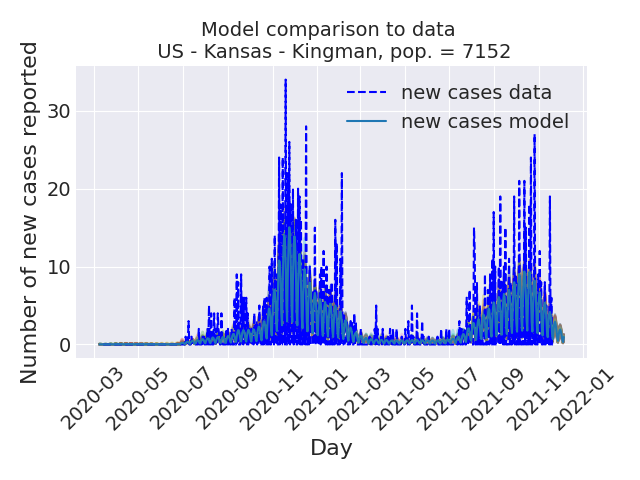 Model comparison to data
US - Kansas - Kingman, pop. = 7152
Number of new cases reported
30
20
10
0
new cases data
new cases model
2020-03
2020-05
2020-07
2020-09
2020-11
2021-01
2021-03
2021-05
2021-07
2021-09
2021-11
2022-01
Day